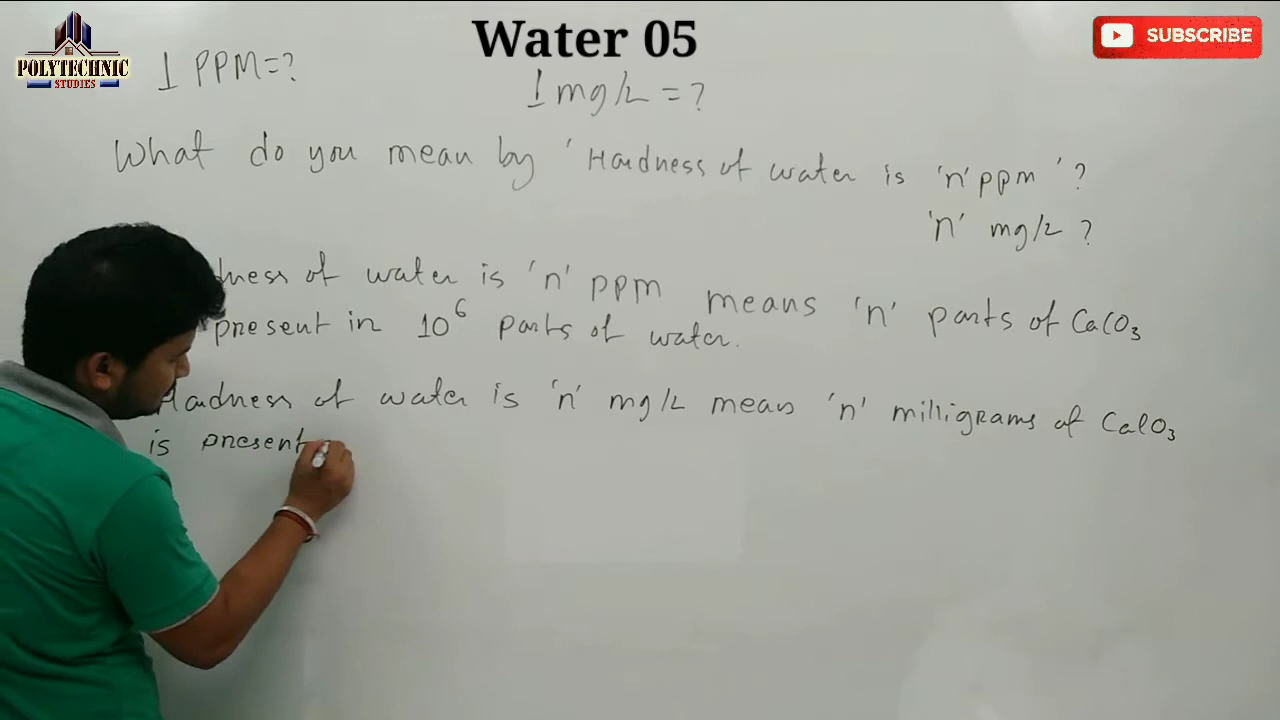 Water 05
POLYTECHNIC
STUDIES
SUBSCRIBE
1 PPM=?
1 mg/L = ?
What do you mean by 'Hardness of water is 'n' ppm'?
'n' mg/L ?
of water is 'n' ppm means 'n' parts of CaCO3
present in 10^6 parts of water.
Hardness of water is 'n' mg/L means 'n' milligrams of CaCO3
is present